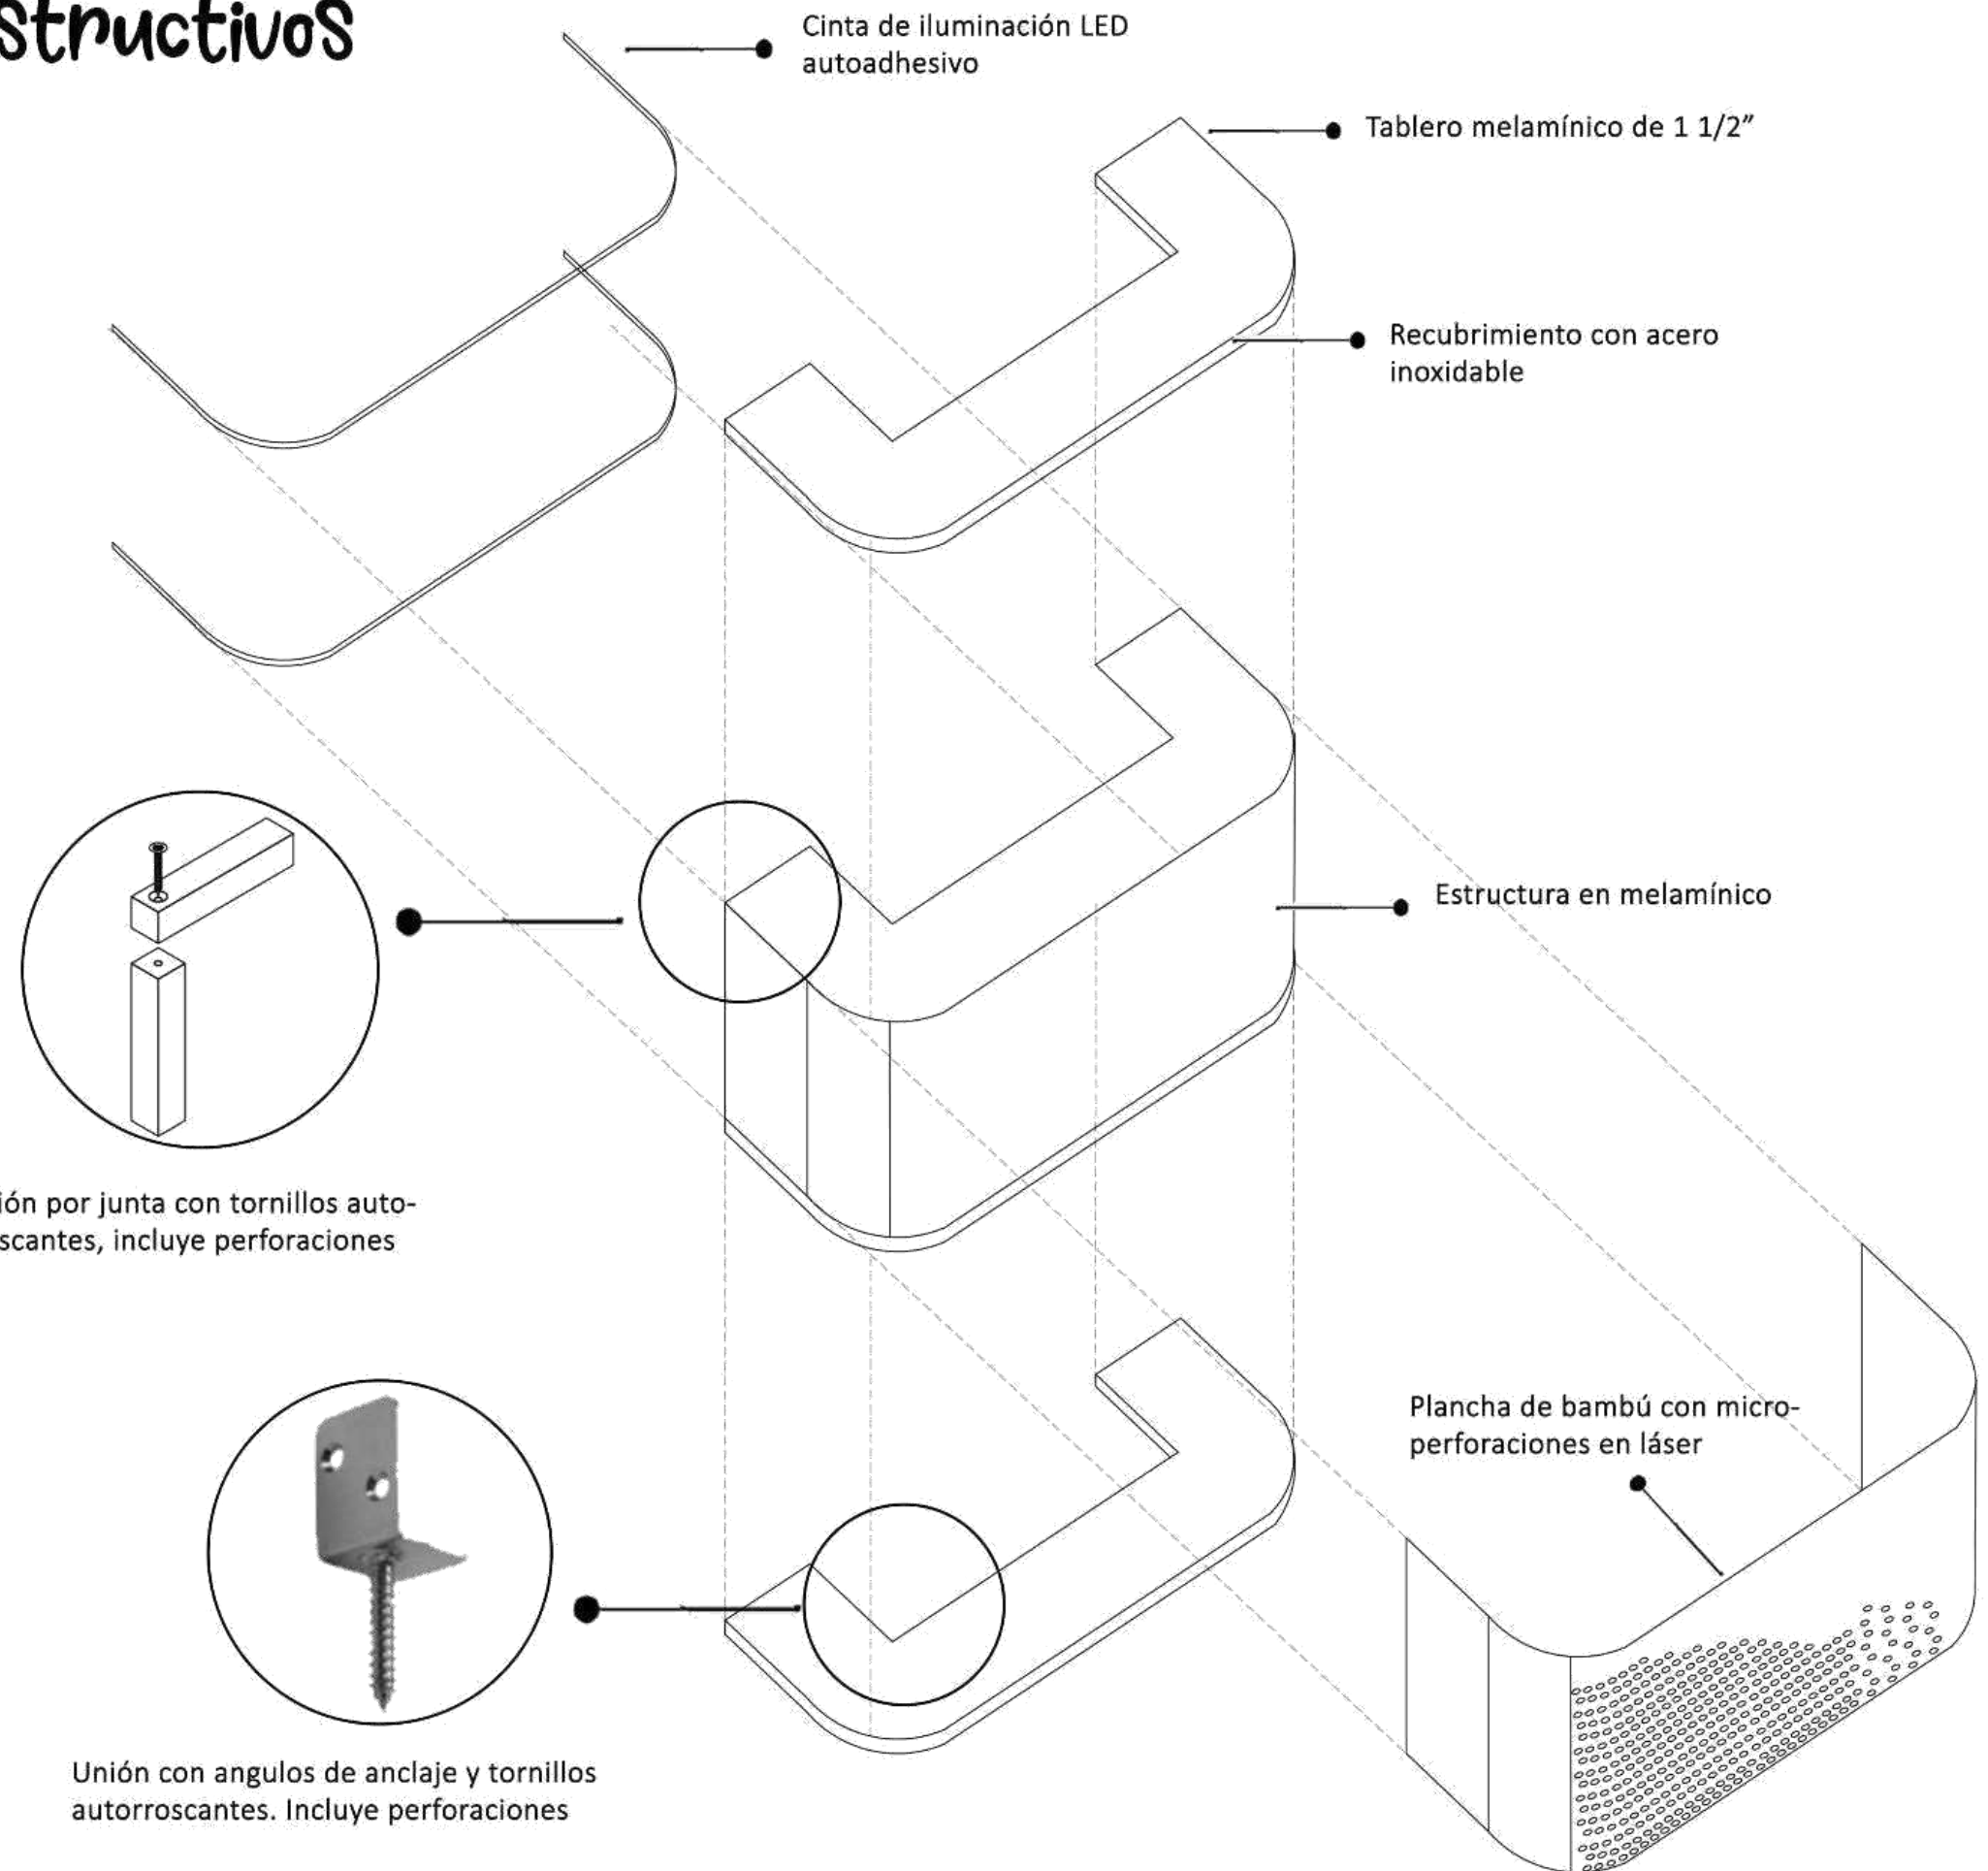 structivos
Cinta de iluminación LED
autoadhesivo
Tablero melamínico de 1 1/2”
Recubrimiento con acero
inoxidable
Estructura en melamínico
ión por junta con tornillos auto-
scantes, incluye perforaciones
Plancha de bambú con micro-
perforaciones en láser
Unión con angulos de anclaje y tornillos
autorroscantes. Incluye perforaciones